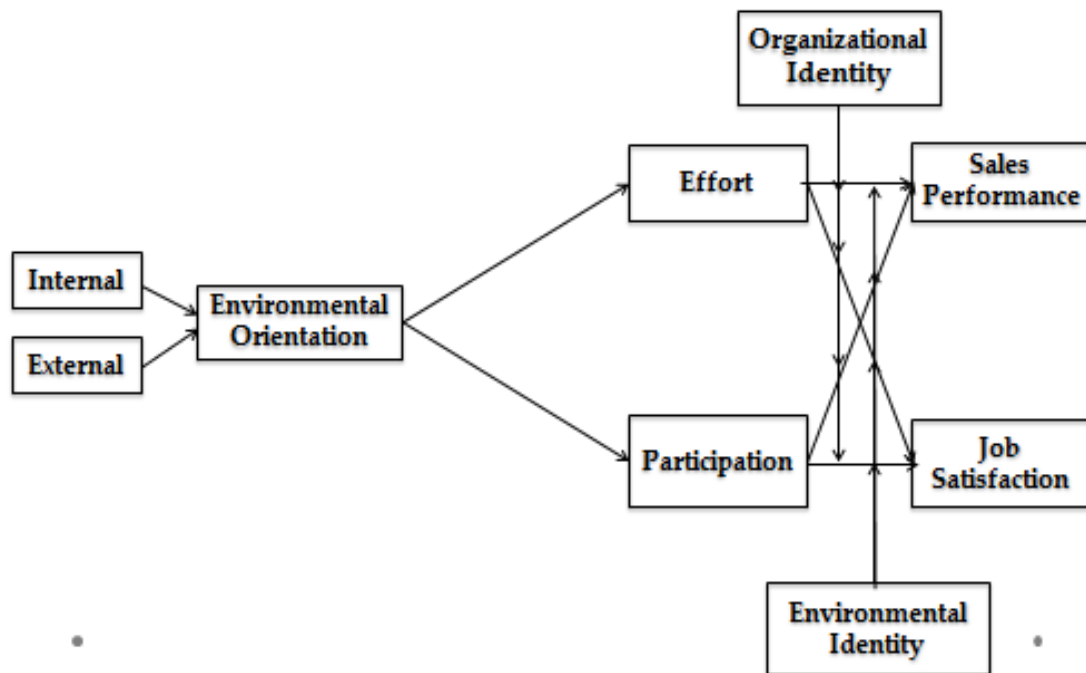 Organizational
Identity
Effort
Sales
Performance
Internal
Environmental
Orientation
External
Participation
Job
Satisfaction
Environmental
Identity